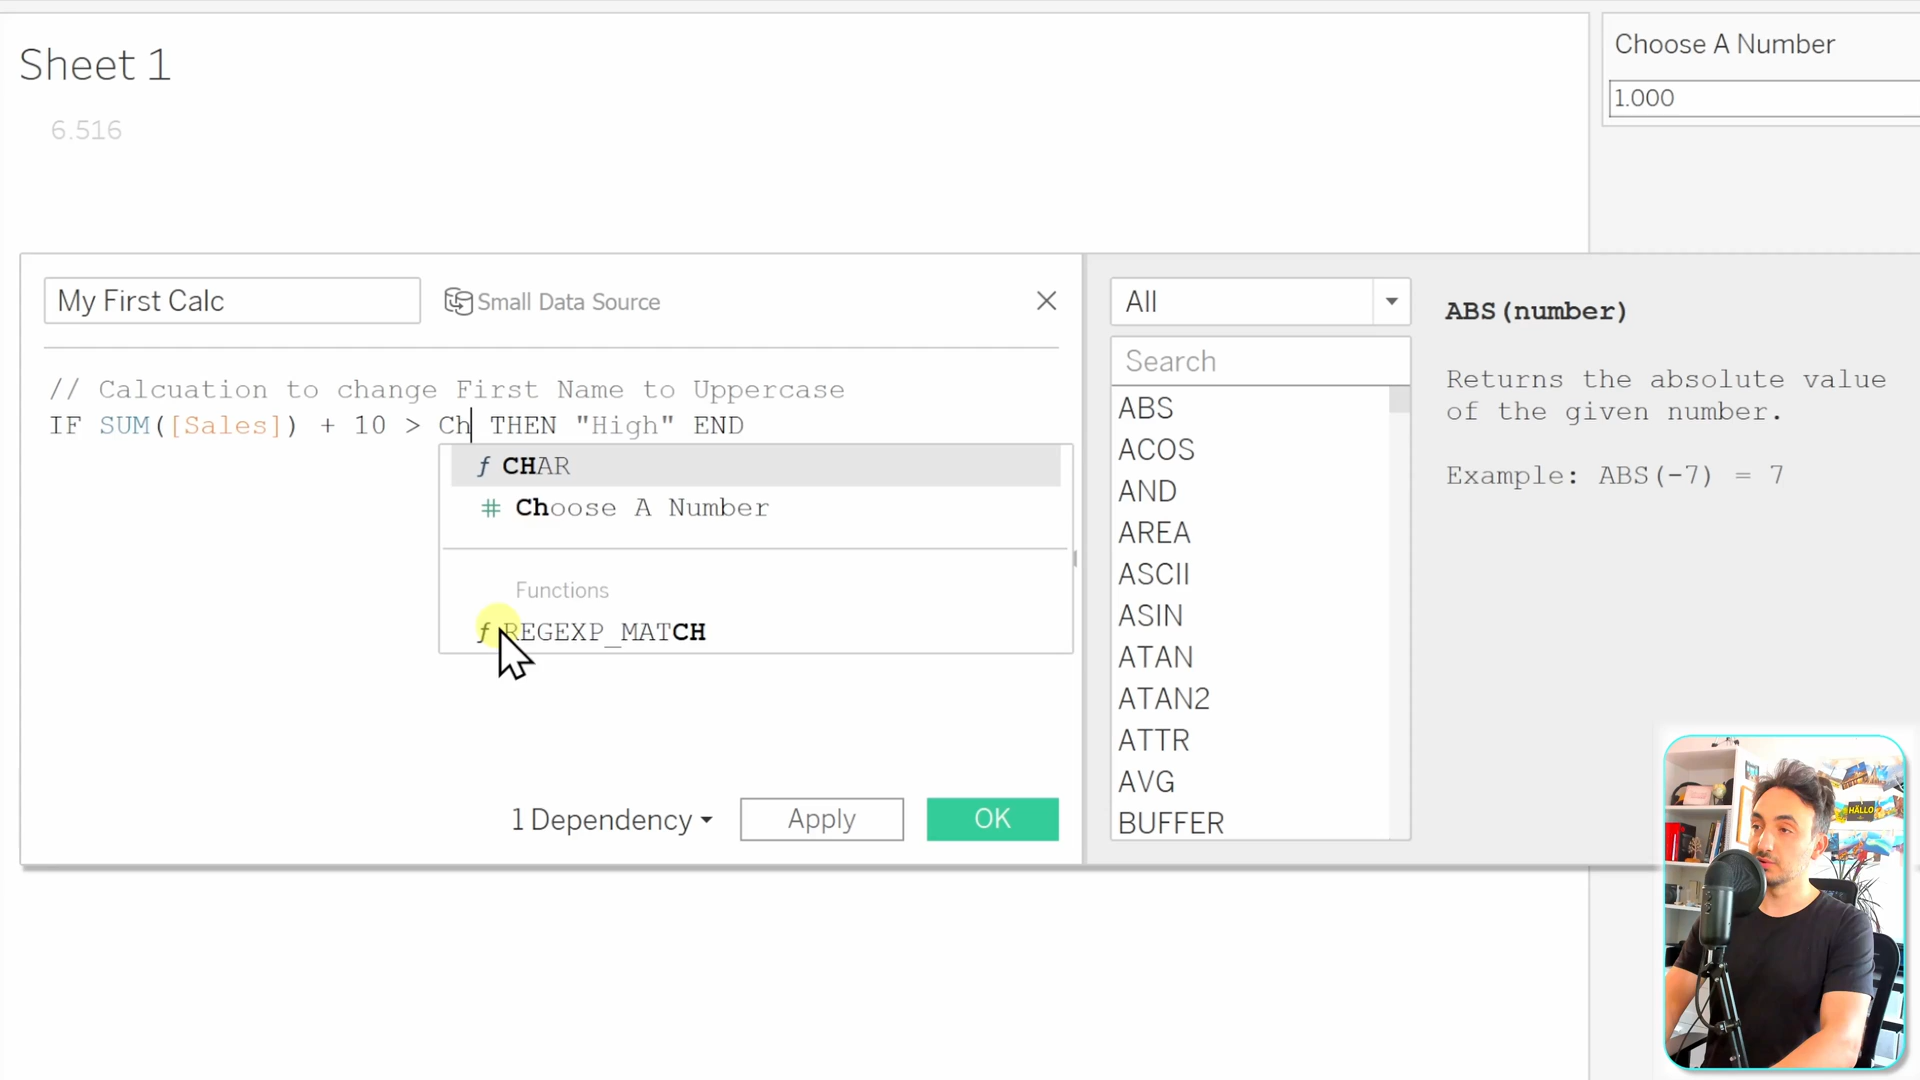 Sheet 1
6.516
Choose A Number
1.000
My First Calc
Small Data Source
// Calcuation to change First Name to Uppercase
IF SUM([Sales]) + 10 > Ch THEN "High" END
f CHAR
# Choose A Number
Functions
f REGEXP_MATCH
1 Dependency
Apply
OK
All
Search
ABS
ACOS
AND
AREA
ASCII
ASIN
ATAN
ATAN2
ATTR
AVG
BUFFER
ABS(number)
Returns the absolute value
of the given number.
Example: ABS(-7) = 7
HALLO